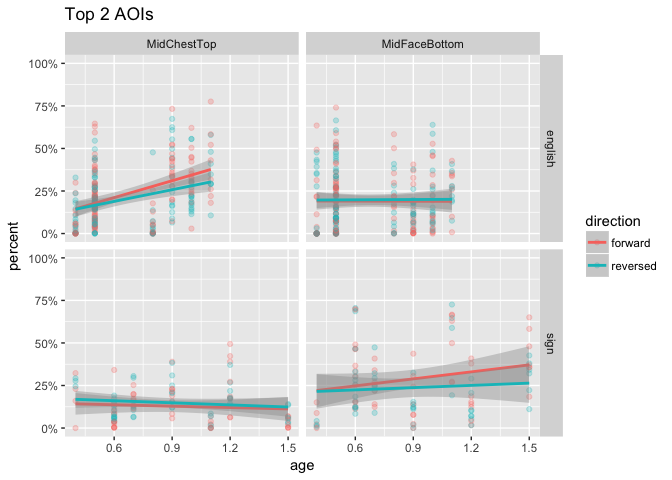 Top 2 AOIs
MidChestTop MidFaceBottom
100%
75%
50%
25%
0%
english
100%
75%
50%
25%
0%
sign
percent
0.6 0.9 1.2 1.5 0.6 0.9 1.2 1.5
age
direction
forward
reversed